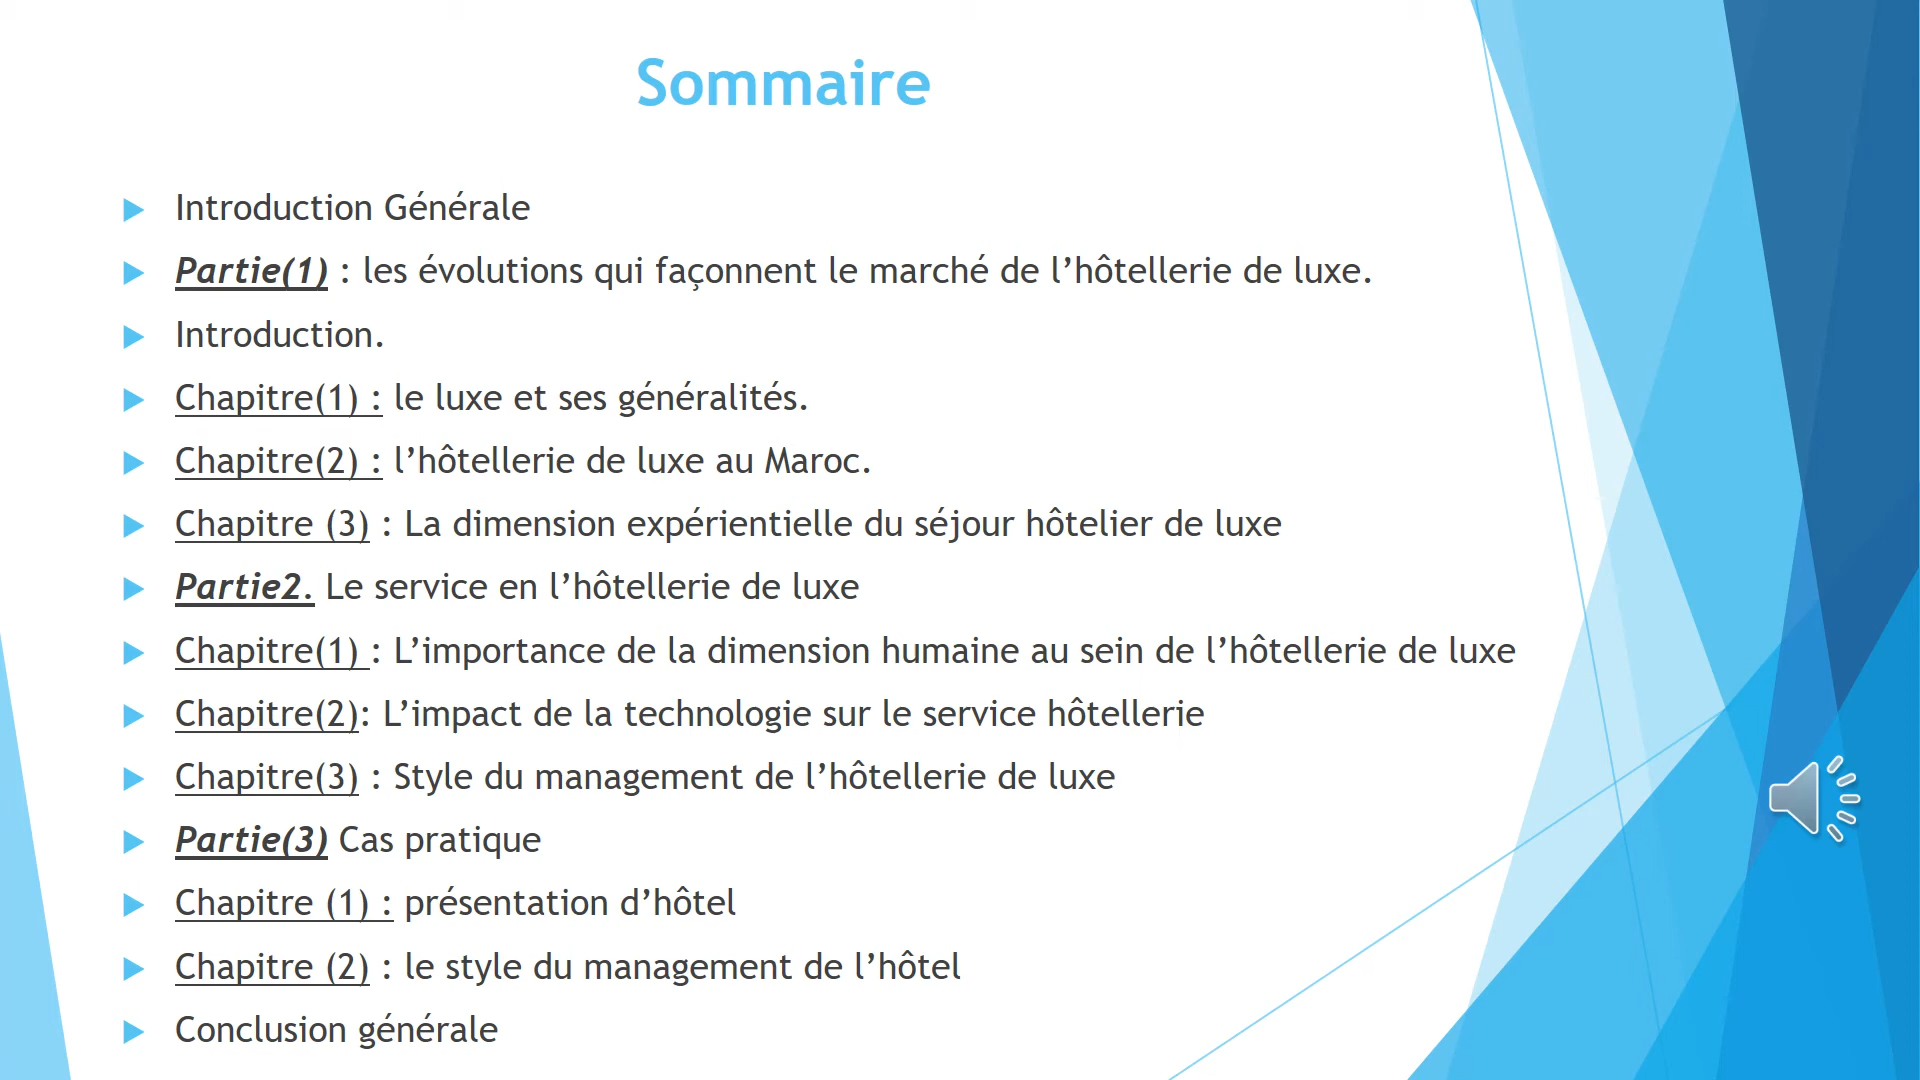 Sommaire
Introduction Générale
Partie(1) : les évolutions qui façonnent le marché de l’hôtellerie de luxe.
Introduction.
Chapitre(1) : le luxe et ses généralités.
Chapitre(2) : l’hôtellerie de luxe au Maroc.
Chapitre (3) : La dimension expérientielle du séjour hôtelier de luxe
Partie2. Le service en l’hôtellerie de luxe
Chapitre(1) : L’importance de la dimension humaine au sein de l’hôtellerie de luxe
Chapitre(2): L’impact de la technologie sur le service hôtellerie
Chapitre(3) : Style du management de l’hôtellerie de luxe
Partie(3) Cas pratique
Chapitre (1) : présentation d’hôtel
Chapitre (2) : le style du management de l’hôtel
Conclusion générale